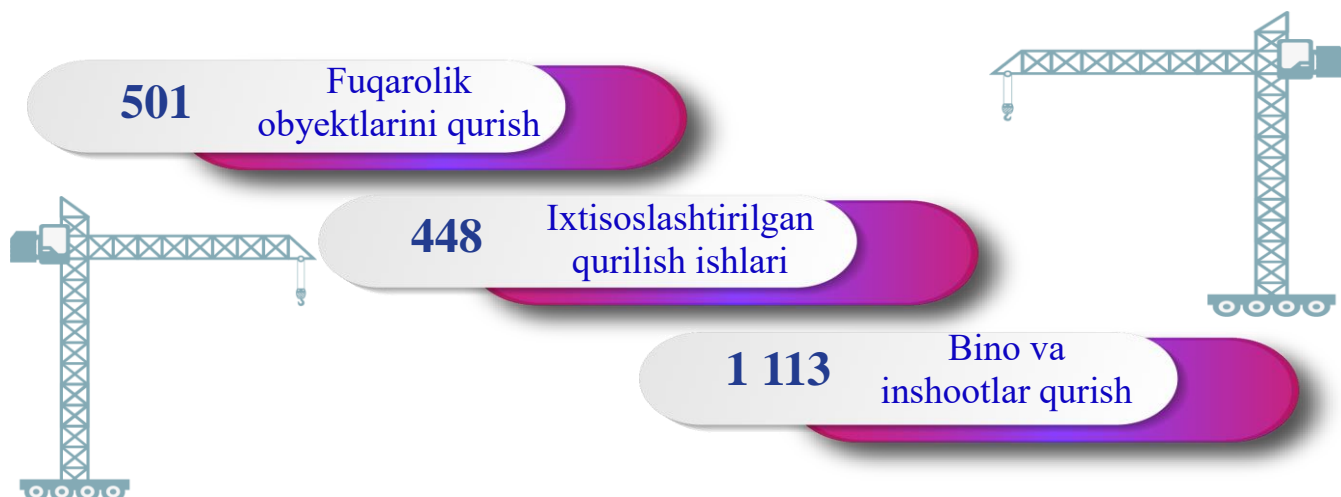 501
Fuqarolik
obyektlarini qurish
448
Ixtisoslashtirilgan
qurilish ishlari
1 113
Bino va
inshootlar qurish